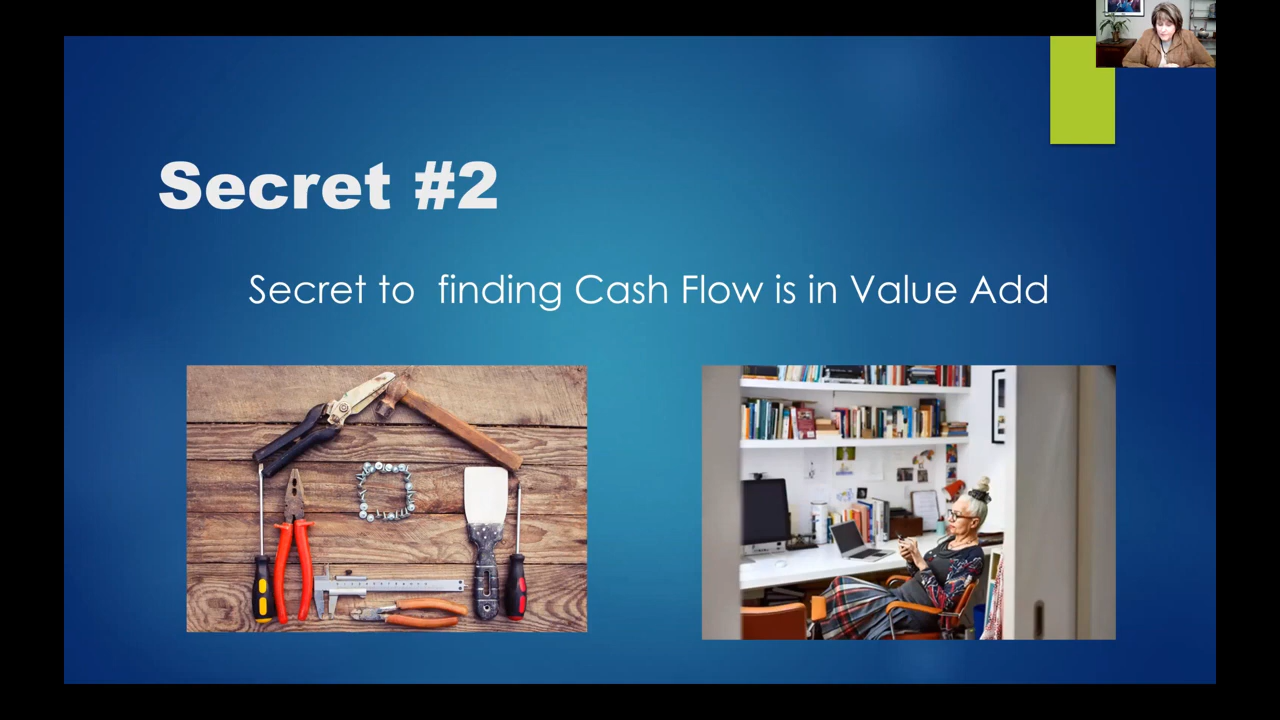 Secret #2
Secret to  finding Cash Flow is in Value Add